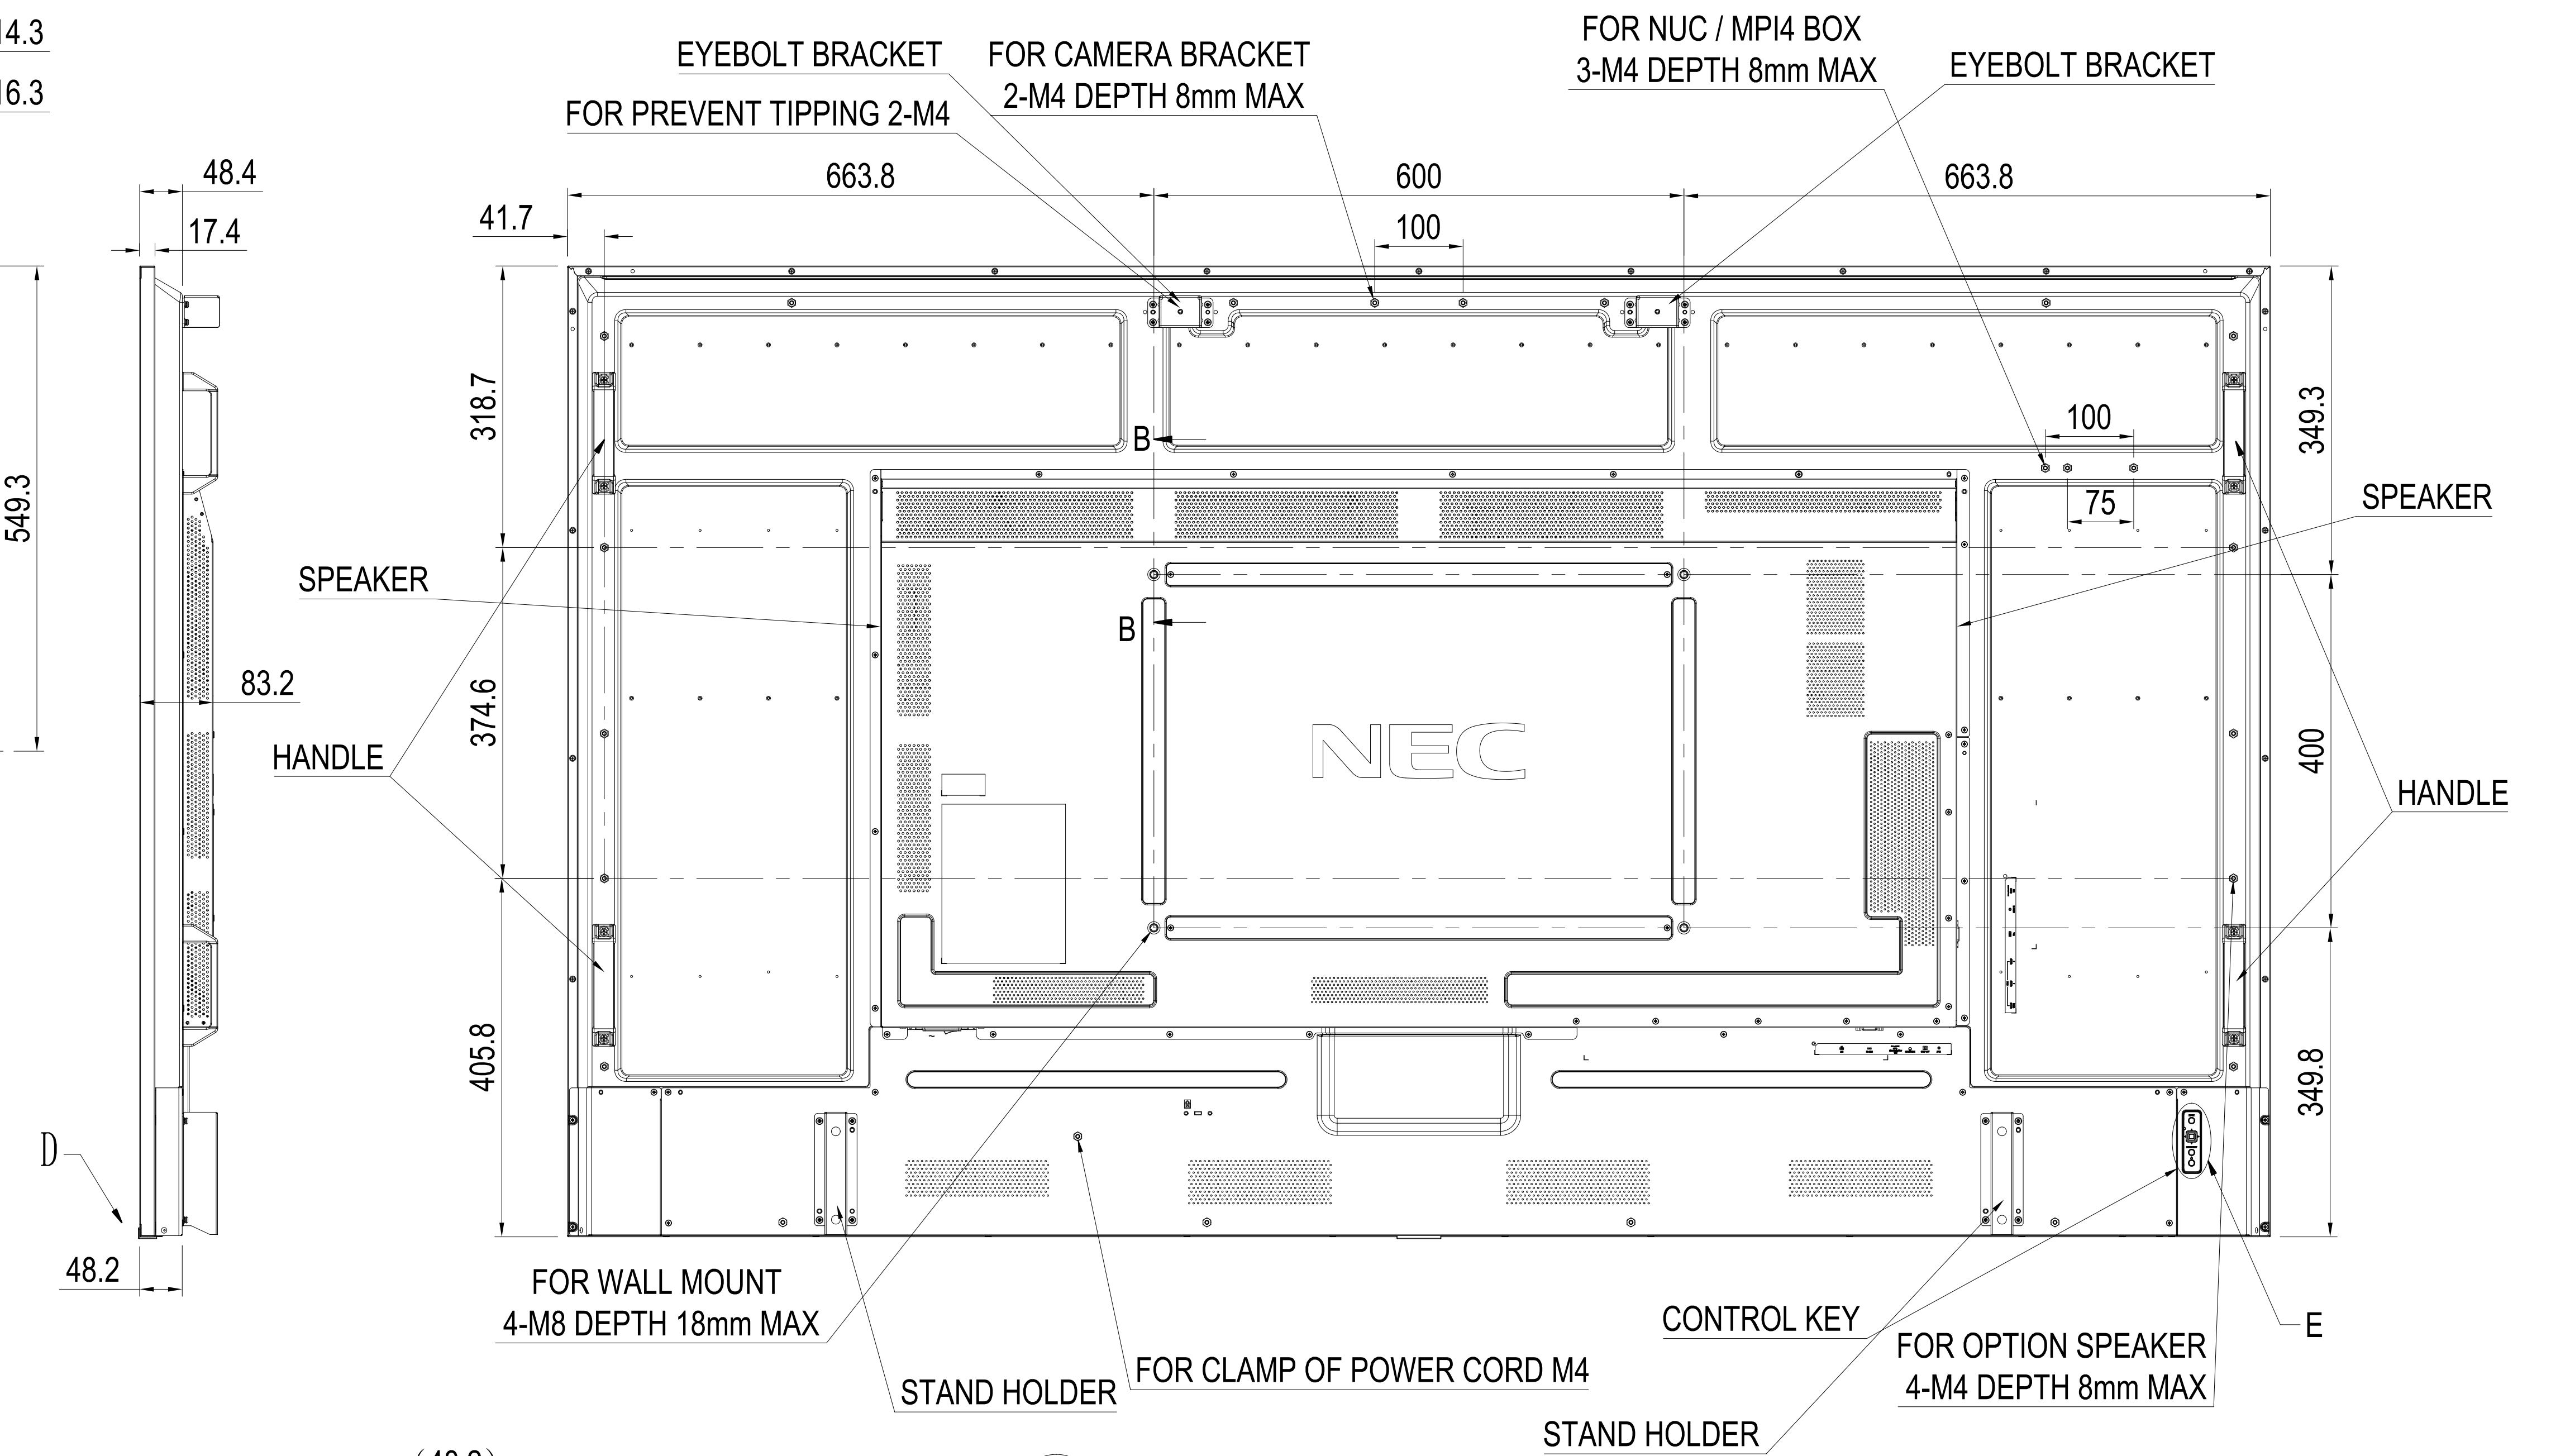 FOR NUC / MPI4 BOX
3-M4 DEPTH 8mm MAX
EYEBOLT BRACKET
FOR CAMERA BRACKET
2-M4 DEPTH 8mm MAX
EYEBOLT BRACKET
FOR PREVENT TIPPING 2-M4
14.3
16.3
48.4
17.4
663.8
600
663.8
41.7
100
318.7
349.3
B
100
75
549.3
SPEAKER
SPEAKER
B
83.2
374.6
NEC
400
HANDLE
HANDLE
405.8
349.8
D
48.2
FOR WALL MOUNT
4-M8 DEPTH 18mm MAX
CONTROL KEY
E
FOR OPTION SPEAKER
4-M4 DEPTH 8mm MAX
FOR CLAMP OF POWER CORD M4
STAND HOLDER
STAND HOLDER